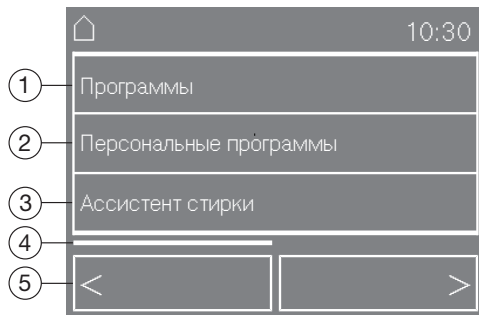 10:30
① Программы
② Персональные программы
③ Ассистент стирки
④
⑤ < >